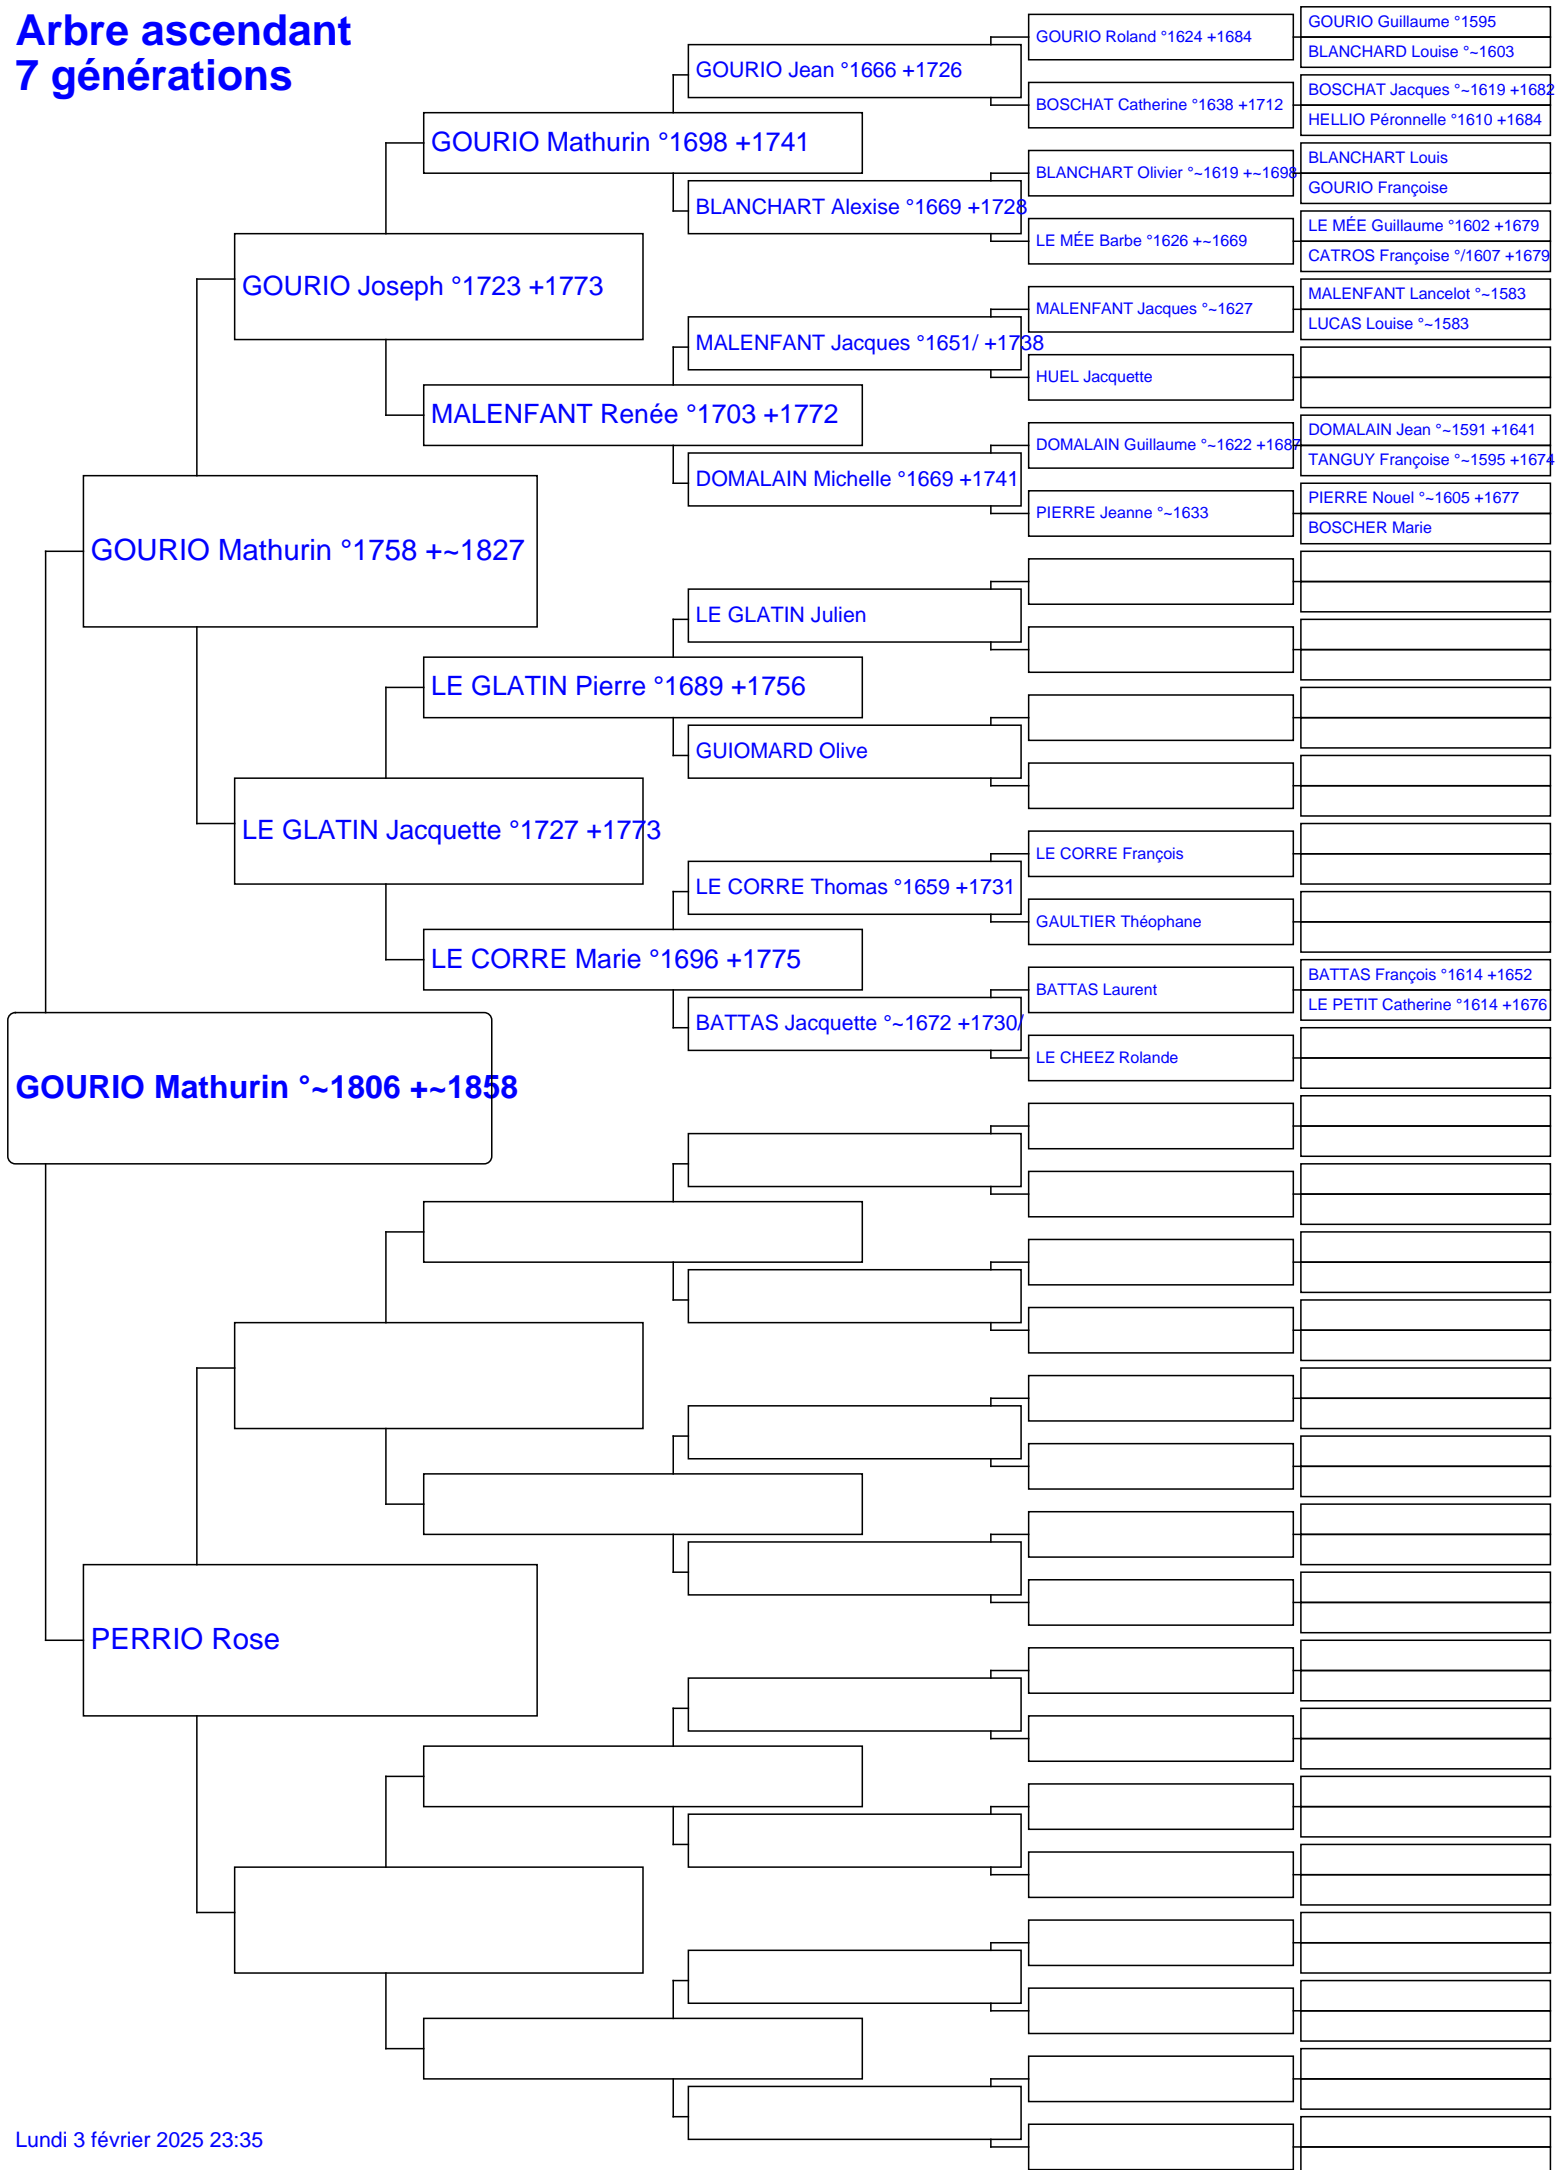 Arbre ascendant
7 générations
GOURIO Guillaume °1595
GOURIO Roland °1624 +1684
BLANCHARD Louise °~1603
GOURIO Jean °1666 +1726
BOSCHAT Jacques °~1619 +1682
BOSCHAT Catherine °1638 +1712
HELLIO Péronnelle °1610 +1684
GOURIO Mathurin °1698 +1741
BLANCHART Louis
BLANCHART Olivier °~1619 +~1698
GOURIO Françoise
BLANCHART Alexise °1669 +1728
LE MÉE Guillaume °1602 +1679
LE MÉE Barbe °1626 +~1669
CATROS Françoise °/1607 +1679
GOURIO Joseph °1723 +1773
MALENFANT Lancelot °~1583
MALENFANT Jacques °~1627
LUCAS Louise °~1583
MALENFANT Jacques °1651/ +1738
HUEL Jacquette
MALENFANT Renée °1703 +1772
DOMALAIN Jean °~1591 +1641
DOMALAIN Guillaume °~1622 +1687
TANGUY Françoise °~1595 +1674
DOMALAIN Michelle °1669 +1741
PIERRE Nouel °~1605 +1677
PIERRE Jeanne °~1633
BOSCHER Marie
GOURIO Mathurin °1758 +~1827
LE GLATIN Julien
LE GLATIN Pierre °1689 +1756
GUIOMARD Olive
LE GLATIN Jacquette °1727 +1773
LE CORRE François
LE CORRE Thomas °1659 +1731
GAULTIER Théophane
LE CORRE Marie °1696 +1775
BATTAS François °1614 +1652
BATTAS Laurent
LE PETIT Catherine °1614 +1676
BATTAS Jacquette °~1672 +1730/
LE CHEEZ Rolande
GOURIO Mathurin °~1806 +~1858
PERRIO Rose
Lundi 3 février 2025 23:35